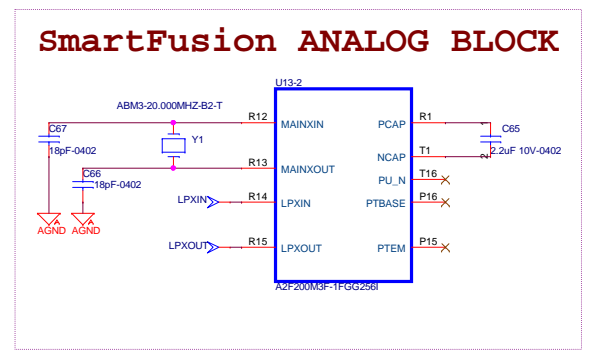 SmartFusion ANALOG BLOCK
U13-2
ABM3-20.000MHZ-B2-T
R12
MAINXIN
PCAP
R1
1
C67
18pF-0402
Y1
C65
2.2uF 10V-0402
R13
MAINXOUT
NCAP
T1
2
C66
18pF-0402
PU_N
T16
LPXIN
R14
LPXIN
PTBASE
P16
A
AGND
A
AGND
LPXOUT
R15
LPXOUT
PTEM
P15
A2F200M3F-1FGG256I